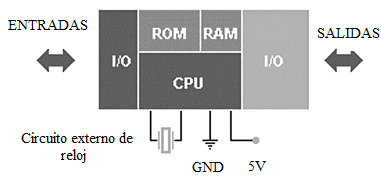 ENTRADAS
SALIDAS
I/O
ROM
RAM
I/O
CPU
Circuito externo de
reloj
GND
5V